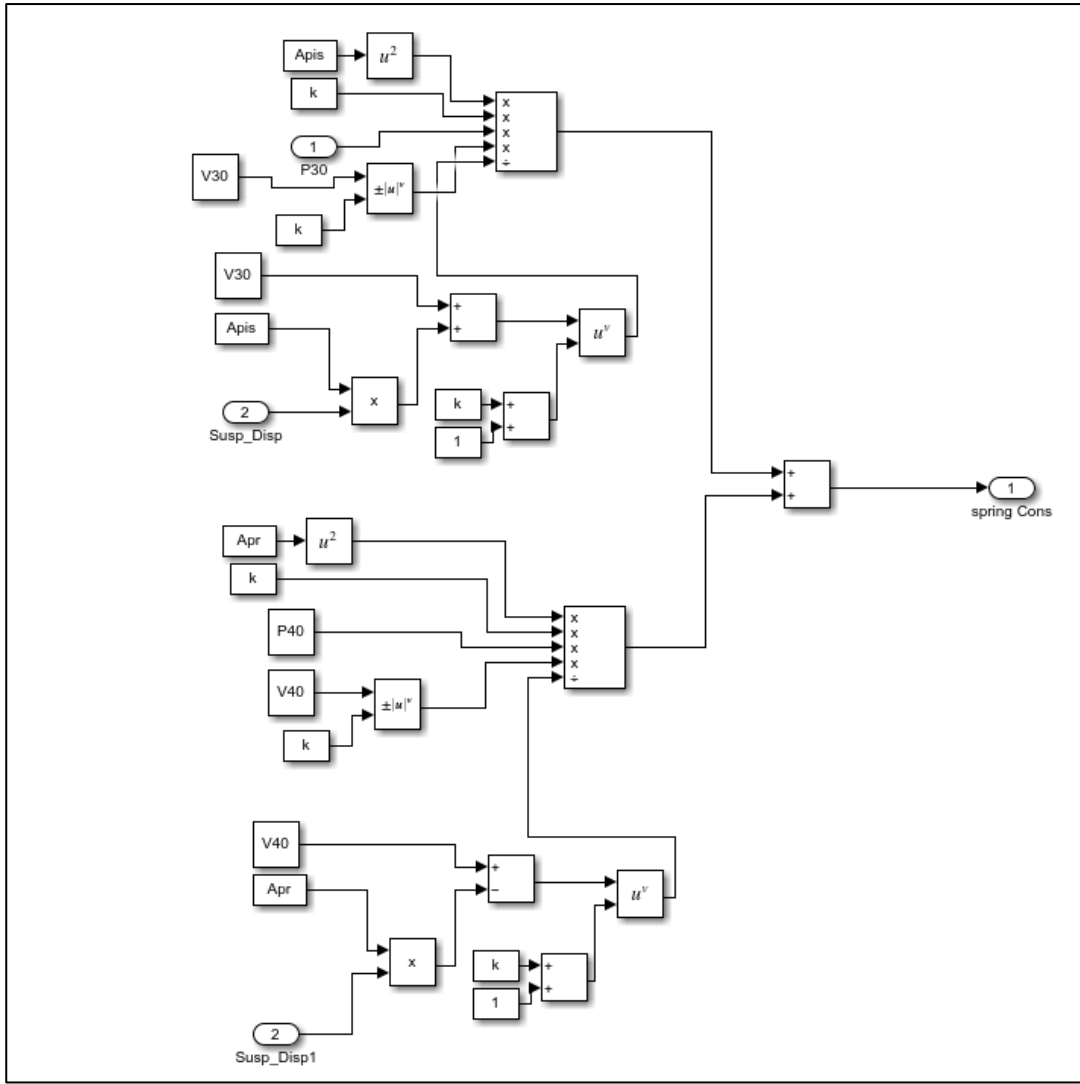 Apis
u²
k
x
x
x
x
÷
1
P30
V30
±|u|ᵛ
k
V30
+
+
Apis
uᵛ
x
2
Susp_Disp
k
+
+
1
+
+
1
spring Cons
Apr
u²
k
P40
x
x
x
x
÷
V40
±|u|ᵛ
k
V40
+
−
Apr
uᵛ
x
k
+
+
1
2
Susp_Disp1